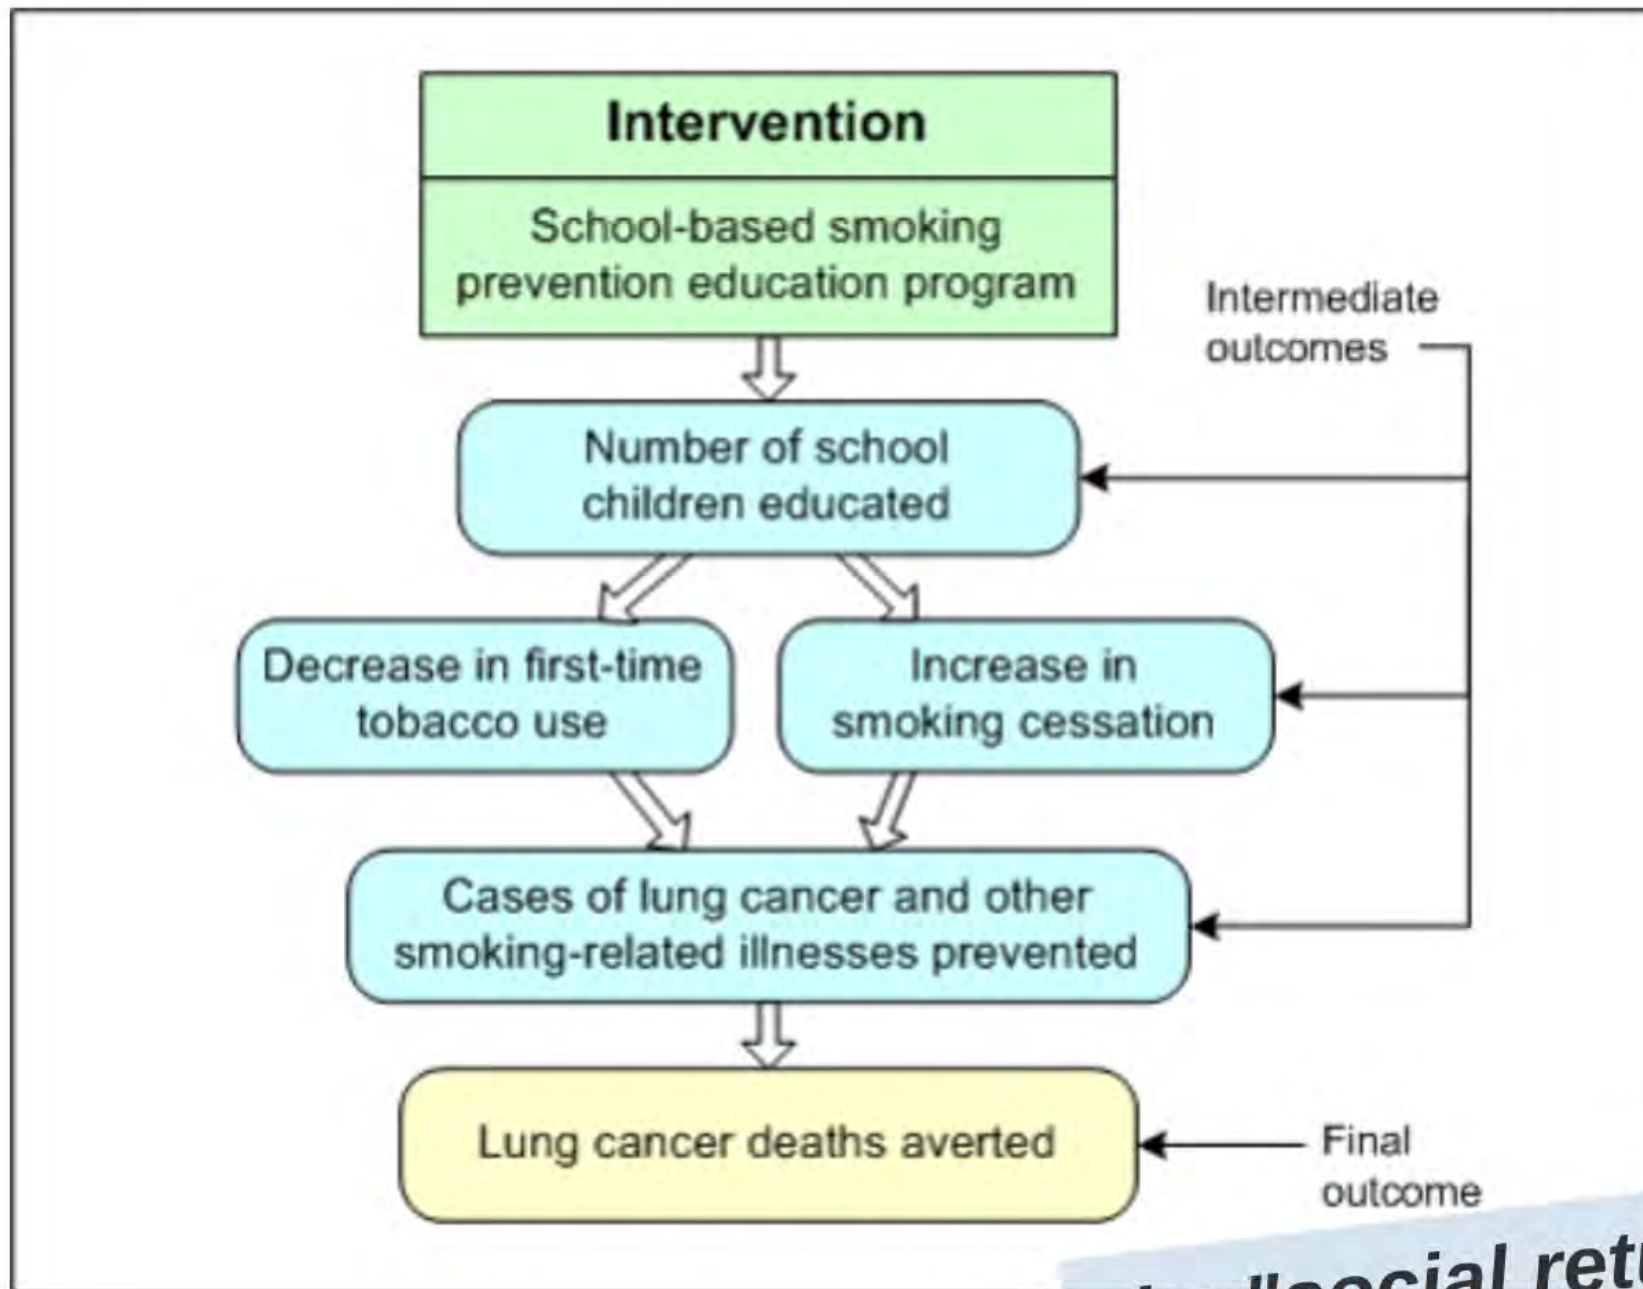 Intervention
School-based smoking
prevention education program
Intermediate
outcomes
Number of school
children educated
Decrease in first-time
tobacco use
Increase in
smoking cessation
Cases of lung cancer and other
smoking-related illnesses prevented
Lung cancer deaths averted
Final
outcome
"social